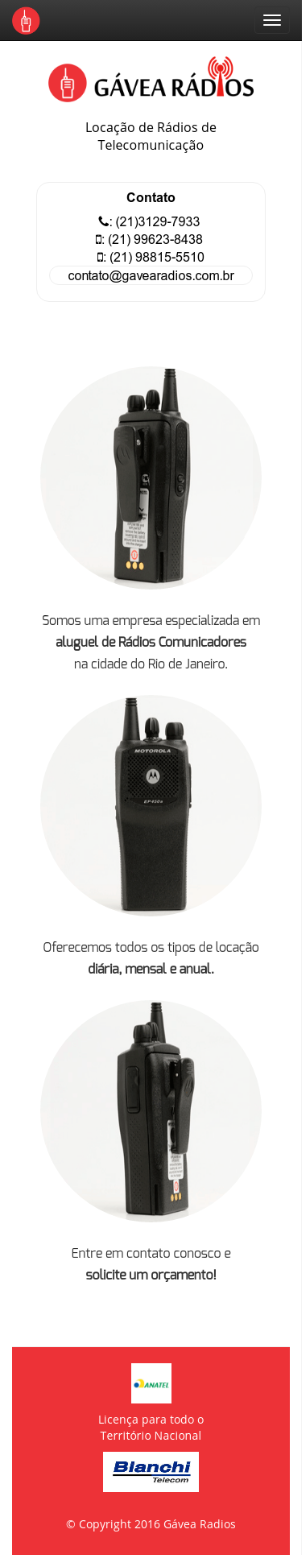 GÁVEA RÁDIOS
Locação de Rádios de
Telecomunicação
Contato
: (21)3129-7933
: (21) 99623-8438
: (21) 98815-5510
contato@gavearadios.com.br
Somos uma empresa especializada em
aluguel de Rádios Comunicadores
na cidade do Rio de Janeiro.
MOTOROLA
Oferecemos todos os tipos de locação
diária, mensal e anual.
Entre em contato conosco e
solicite um orçamento!
ANATEL
Licença para todo o
Território Nacional
Bianchi
Telecom
© Copyright 2016 Gávea Radios